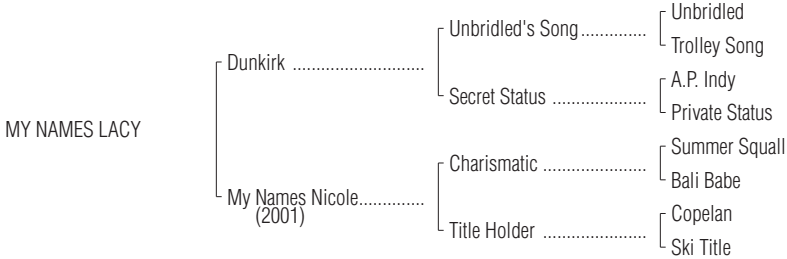 Unbridled
Unbridled's Song..............
Trolley Song
Dunkirk ............................
A.P. Indy
Secret Status ....................
Private Status
MY NAMES LACY
Summer Squall
Charismatic ......................
Bali Babe
My Names Nicole..............
(2001)
Copelan
Title Holder ......................
Ski Title